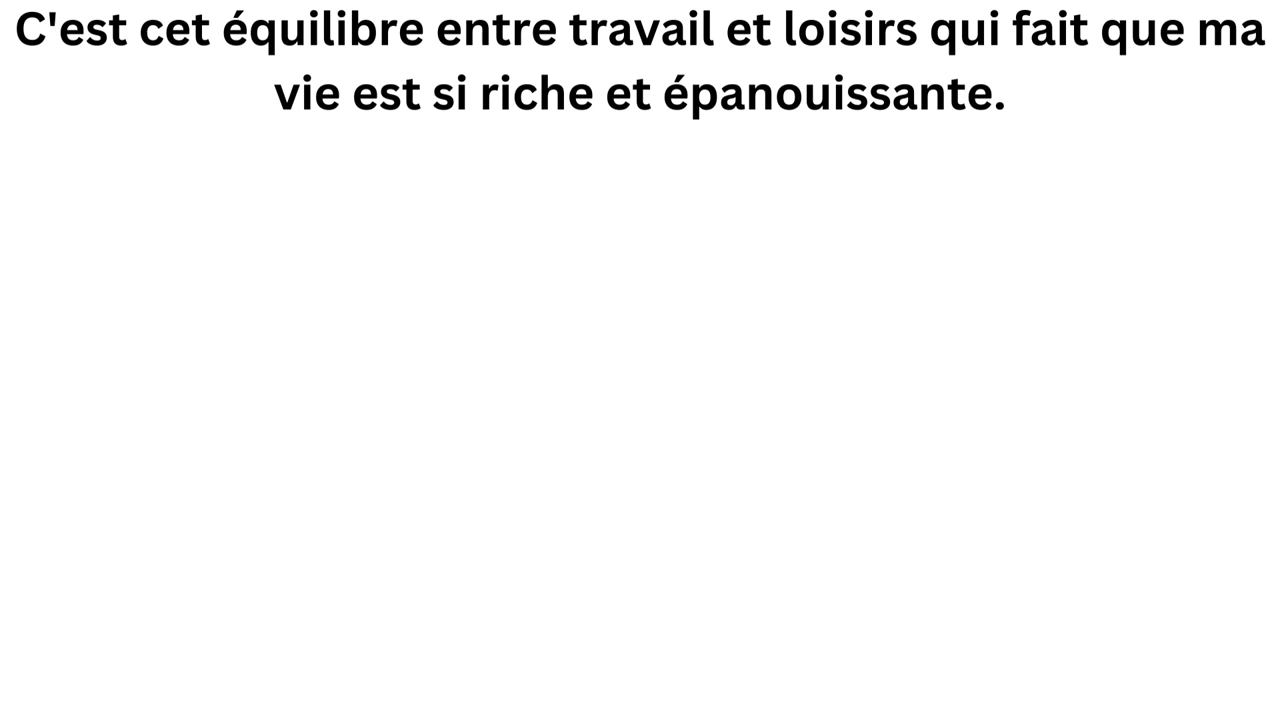 C'est cet équilibre entre travail et loisirs qui fait que ma
vie est si riche et épanouissante.